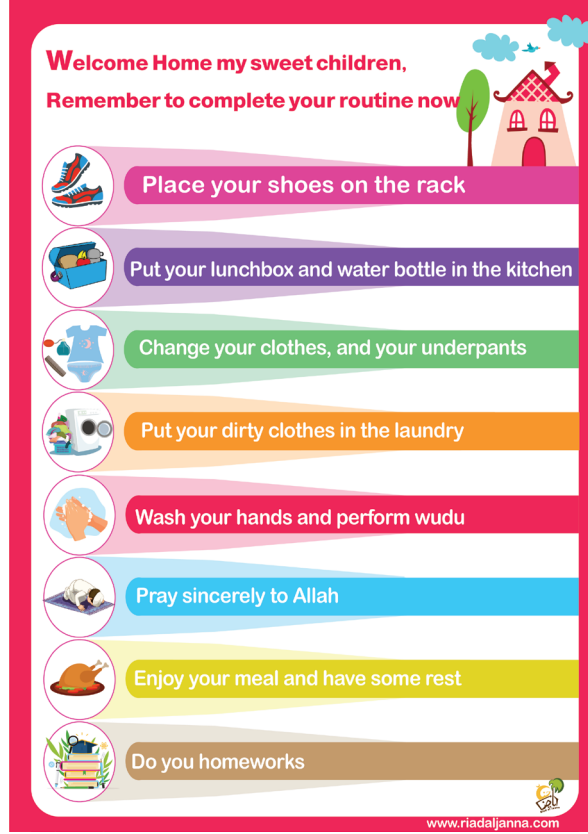 Welcome Home my sweet children,
Remember to complete your routine now
Place your shoes on the rack
Put your lunchbox and water bottle in the kitchen
Change your clothes, and your underpants
Put your dirty clothes in the laundry
Wash your hands and perform wudu
Pray sincerely to Allah
Enjoy your meal and have some rest
Do you homeworks
www.riadaljanna.com